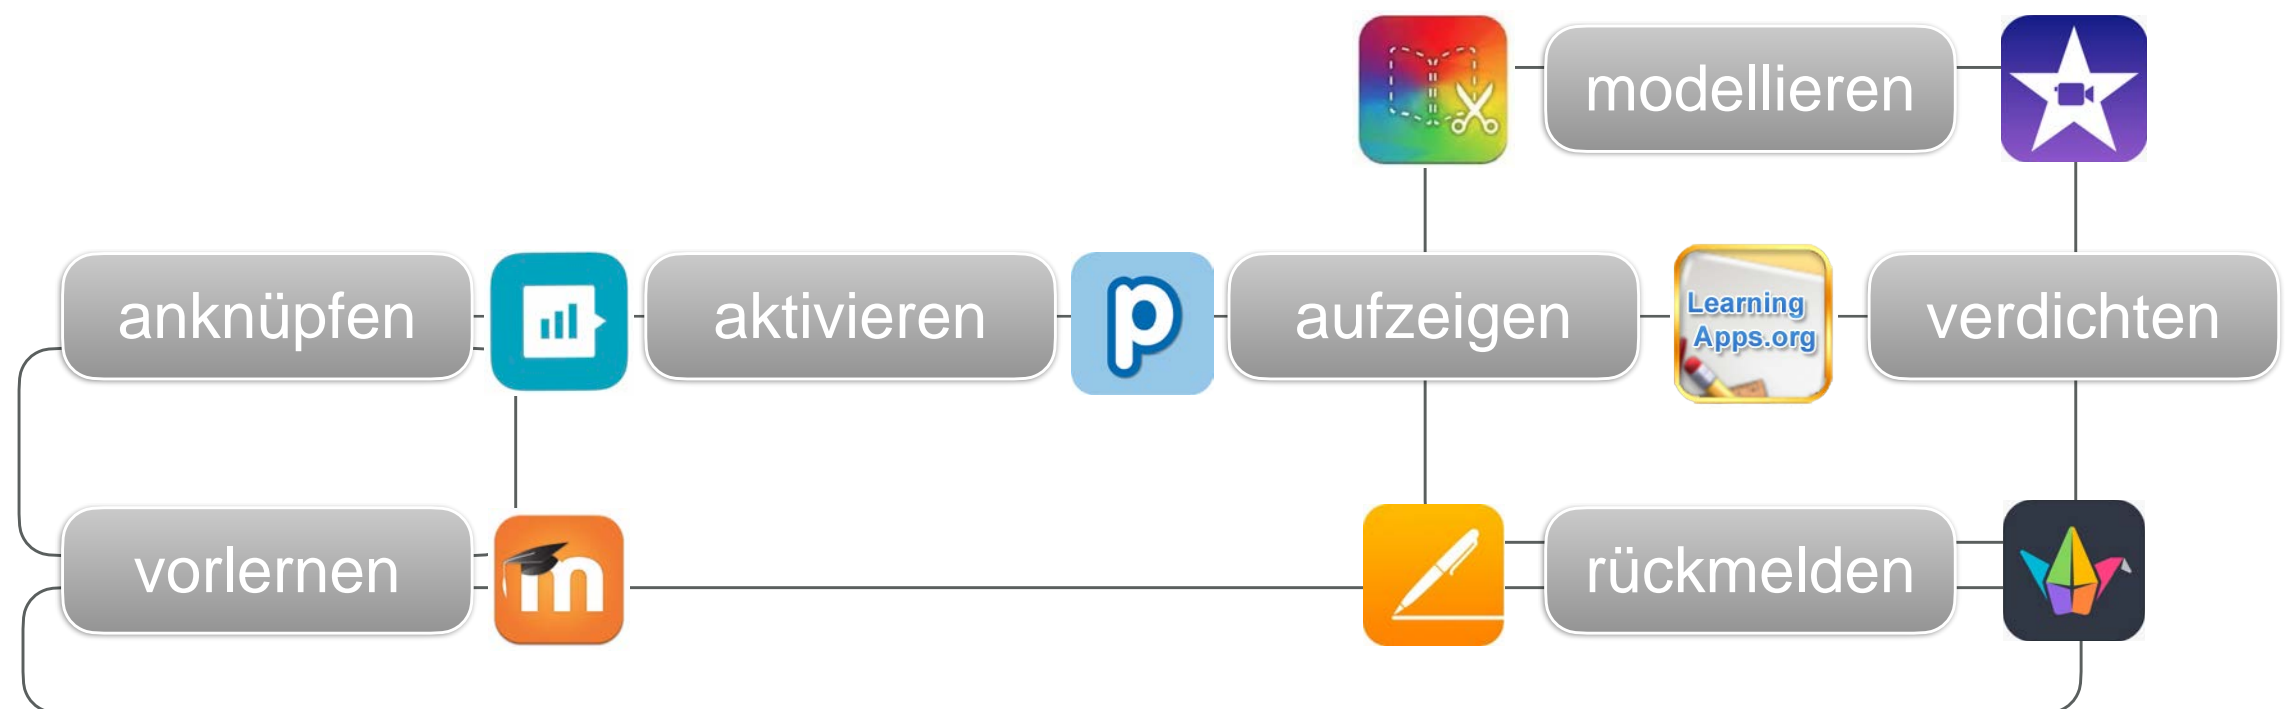 modellieren
anknüpfen
aktivieren
p
aufzeigen
Learning
Apps.org
verdichten
vorlernen
m
rückmelden